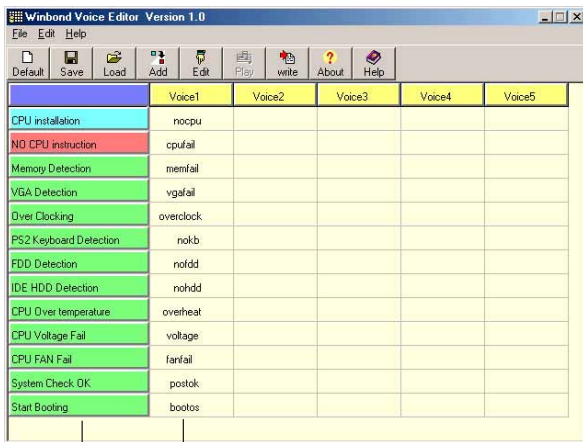 Winbond Voice Editor Version 1.0
File Edit Help
Default Save Load Add Edit Play write About Help
Voice1 Voice2 Voice3 Voice4 Voice5
CPU installation nocpu
NO CPU instruction cpufail
Memory Detection memfail
VGA Detection vgafail
Over Clocking overclock
PS2 Keyboard Detection nokb
FDD Detection nofdd
IDE HDD Detection nohdd
CPU Over temperature overheat
CPU Voltage Fail voltage
CPU FAN Fail fanfail
System Check OK postok
Start Booting bootos